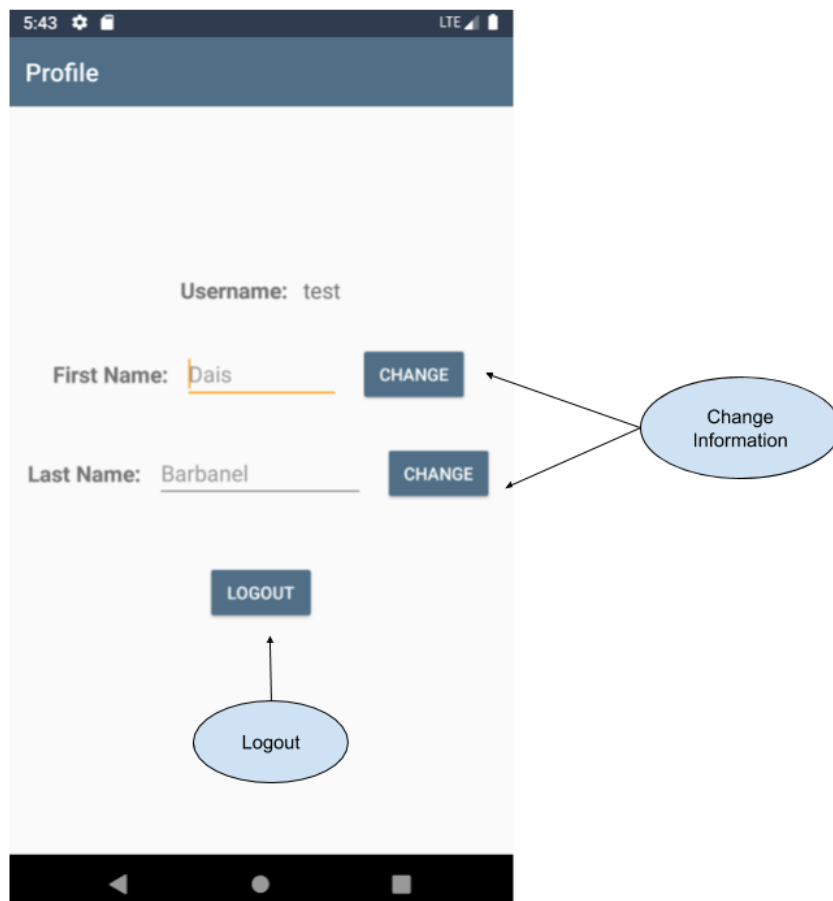 5:43 LTE
Profile
Username: test
First Name: Dais CHANGE
Change
Information
Last Name: Barbanel CHANGE
LOGOUT
Logout